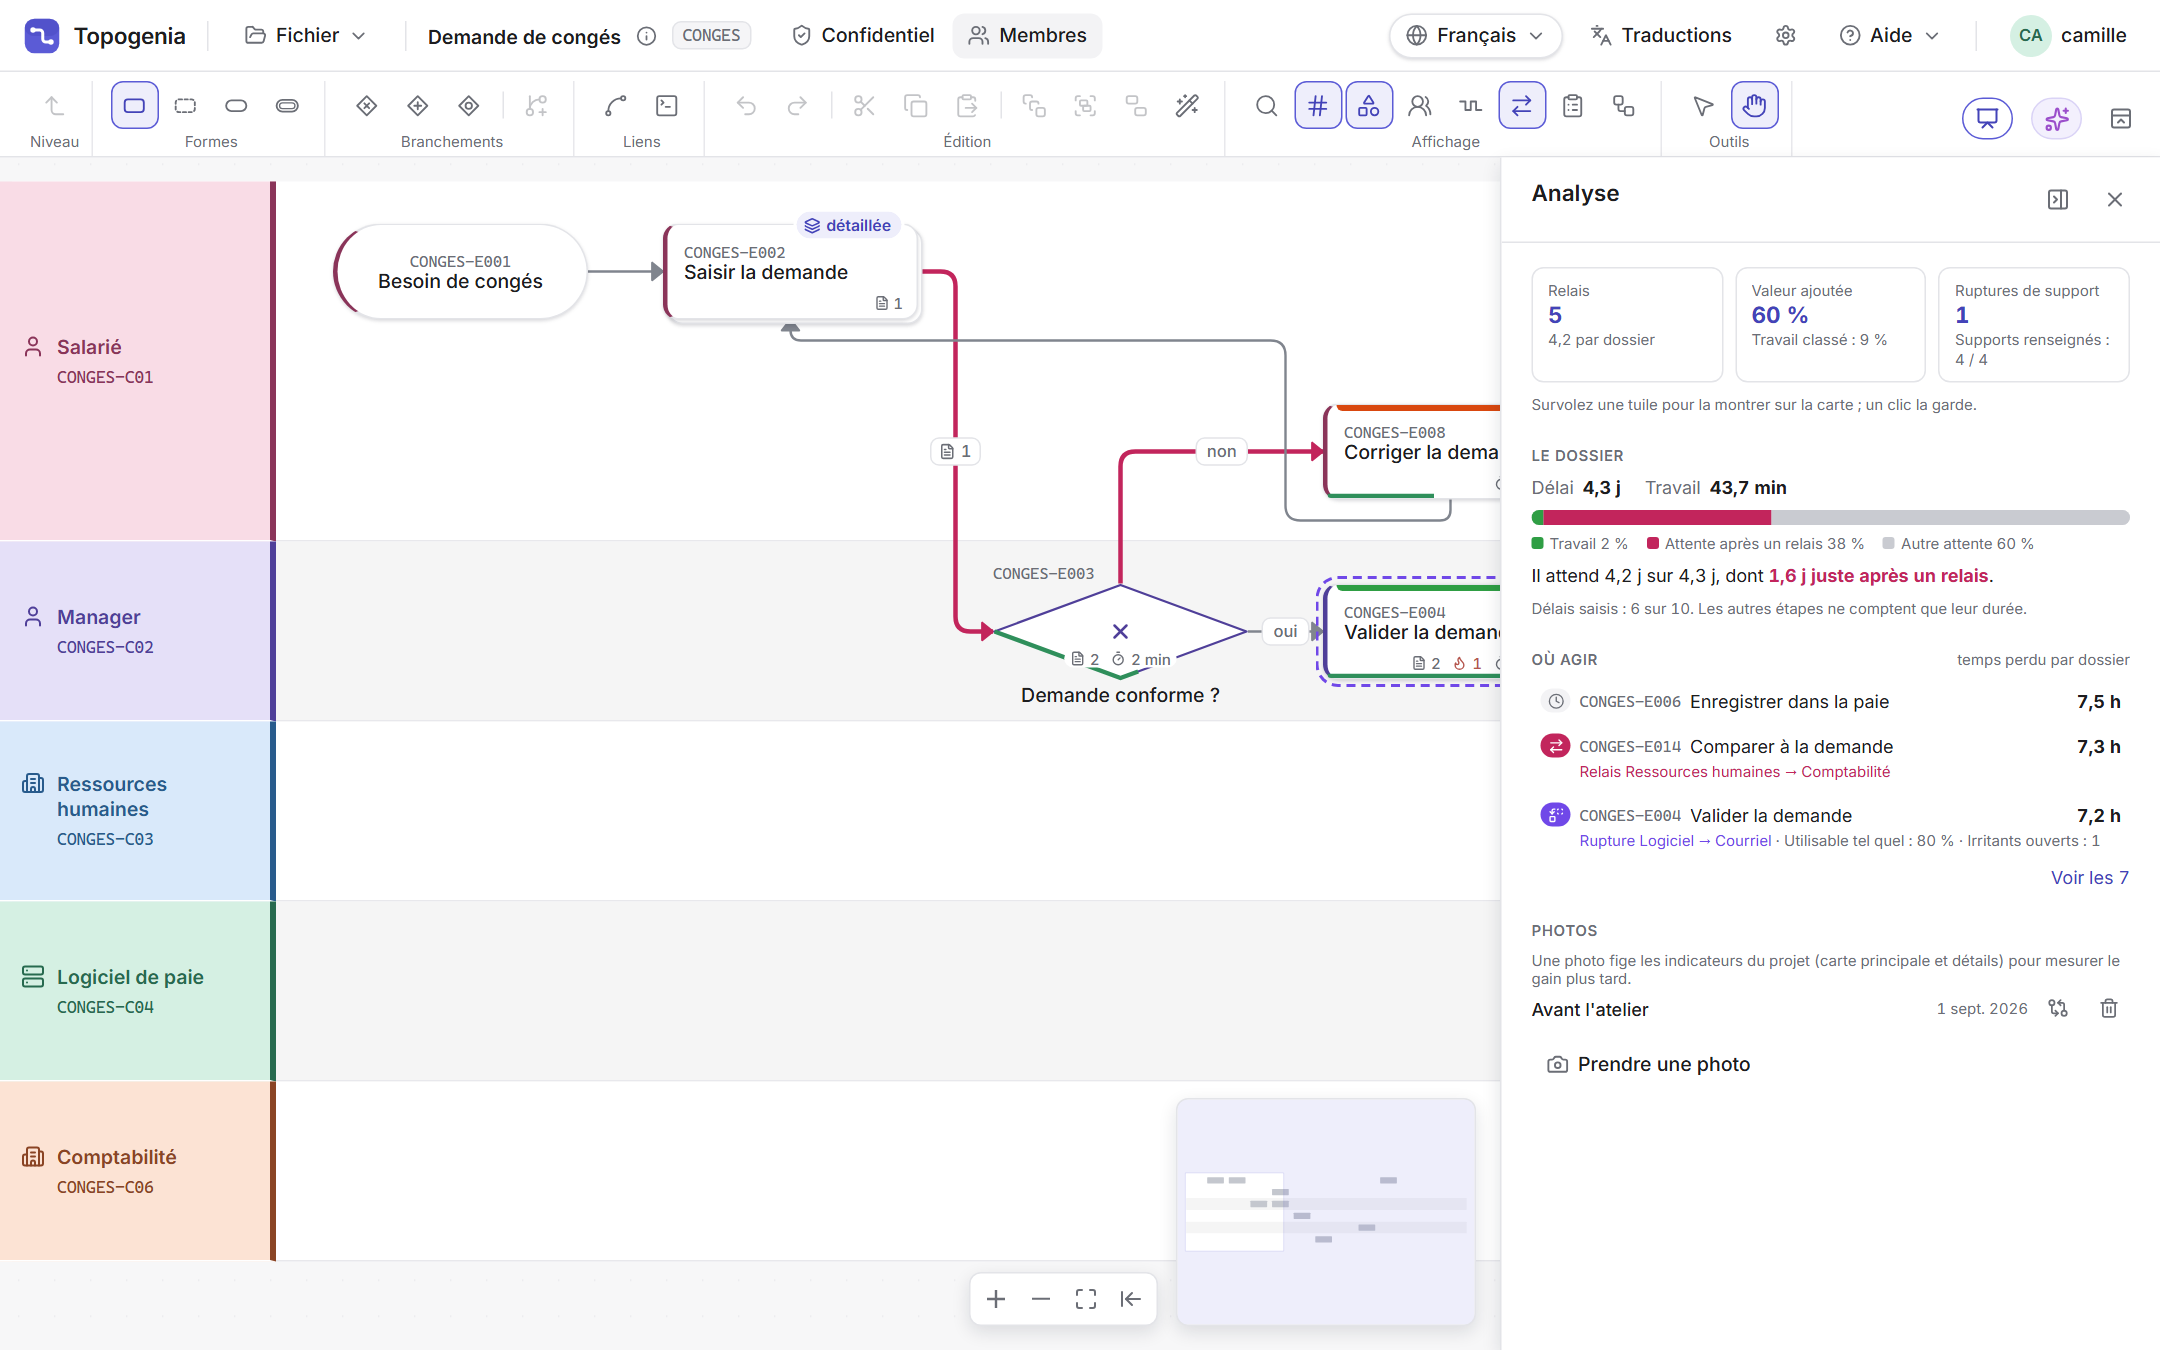 Topogenia
Fichier
Demande de congés
CONGES
Confidentiel
Membres
Français
Traductions
Aide
CA
camille
Niveau
Formes
Branchements
Liens
Édition
Affichage
Outils
Salarié
CONGES-C01
Manager
CONGES-C02
Ressources
humaines
CONGES-C03
Logiciel de paie
CONGES-C04
Comptabilité
CONGES-C06
CONGES-E001
Besoin de congés
détaillée
CONGES-E002
Saisir la demande
1
1
non
CONGES-E008
Corriger la dema
CONGES-E003
2
2 min
Demande conforme ?
oui
CONGES-E004
Valider la deman
2
1
Analyse
Relais
5
4,2 par dossier
Valeur ajoutée
60 %
Travail classé : 9 %
Ruptures de support
1
Supports renseignés :
4 / 4
Survolez une tuile pour la montrer sur la carte ; un clic la garde.
LE DOSSIER
Délai 4,3 j Travail 43,7 min
Travail 2 % Attente après un relais 38 % Autre attente 60 %
Il attend 4,2 j sur 4,3 j, dont 1,6 j juste après un relais.
Délais saisis : 6 sur 10. Les autres étapes ne comptent que leur durée.
OÙ AGIR
temps perdu par dossier
CONGES-E006 Enregistrer dans la paie 7,5 h
CONGES-E014 Comparer à la demande 7,3 h
Relais Ressources humaines → Comptabilité
CONGES-E004 Valider la demande 7,2 h
Rupture Logiciel → Courriel · Utilisable tel quel : 80 % · Irritants ouverts : 1
Voir les 7
PHOTOS
Une photo fige les indicateurs du projet (carte principale et détails) pour mesurer le
gain plus tard.
Avant l'atelier 1 sept. 2026
Prendre une photo